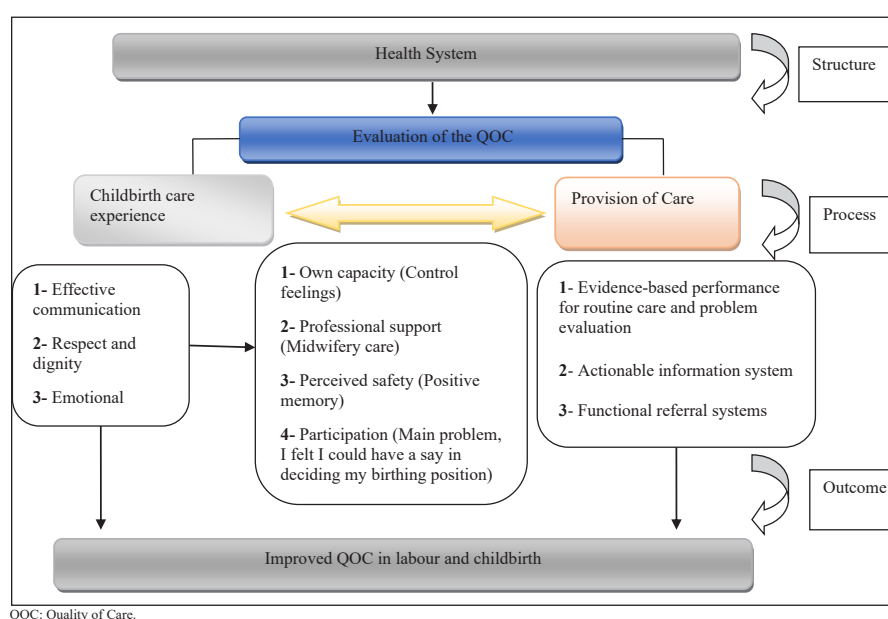 Health System
Structure
Evaluation of the QOC
Childbirth care
experience
Provision of Care
Process
1- Effective
communication
2- Respect and
dignity
3- Emotional
1- Own capacity (Control
feelings)
2- Professional support
(Midwifery care)
3- Perceived safety (Positive
memory)
4- Participation (Main problem,
I felt I could have a say in
deciding my birthing position)
1- Evidence-based performance
for routine care and problem
evaluation
2- Actionable information system
3- Functional referral systems
Outcome
Improved QOC in labour and childbirth
QOC: Quality of Care.